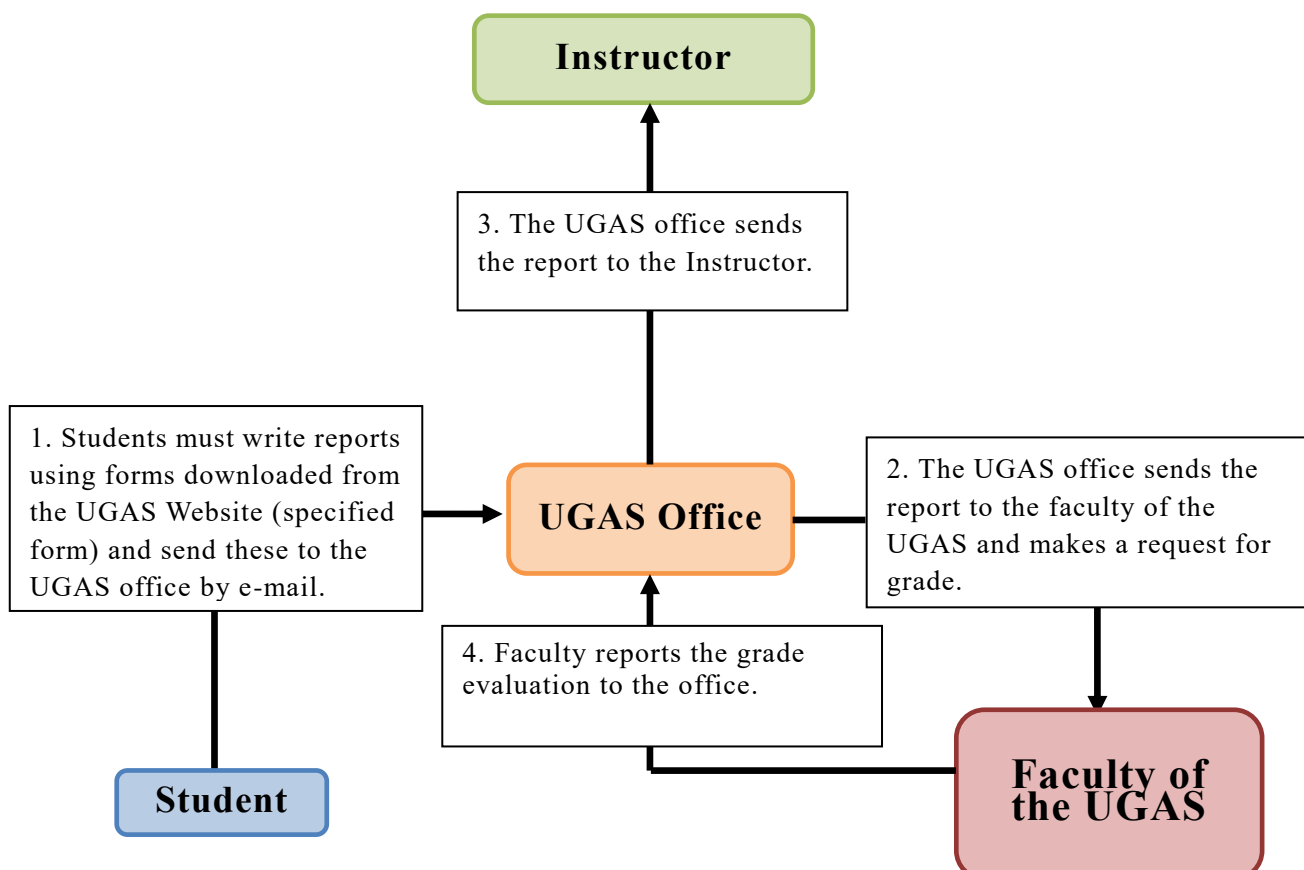 Instructor
3. The UGAS office sends
the report to the Instructor.
1. Students must write reports
using forms downloaded from
the UGAS Website (specified
form) and send these to the
UGAS office by e-mail.
UGAS Office
2. The UGAS office sends the
report to the faculty of the
UGAS and makes a request for
grade.
4. Faculty reports the grade
evaluation to the office.
Student
Faculty of
the UGAS